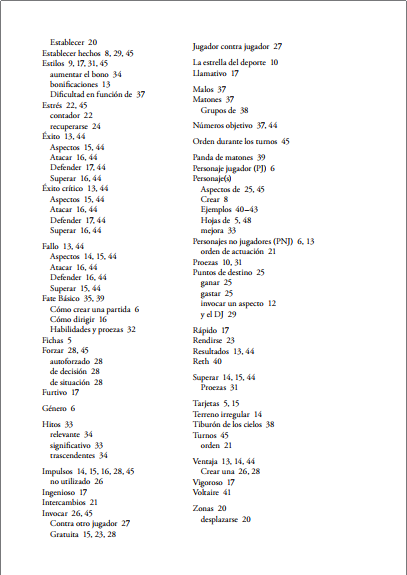 Establecer 20
Establecer hechos 8, 29, 45
Estilos 9, 17, 31, 45
aumentar el bono 34
bonificaciones 13
Dificultad en función de 37
Estrés 22, 45
contador 22
recuperarse 24
Éxito 13, 44
Aspectos 15, 44
Atacar 16, 44
Defender 17, 44
Superar 16, 44
Éxito crítico 13, 44
Aspectos 15, 44
Atacar 16, 44
Defender 17, 44
Superar 16, 44
Fallo 13, 44
Aspectos 14, 15, 44
Atacar 16, 44
Defender 16, 44
Superar 15, 44
Fate Básico 35, 39
Cómo crear una partida 6
Cómo dirigir 16
Habilidades y proezas 32
Fichas 5
Forzar 28, 45
autoforzado 28
de decisión 28
de situación 28
Furtivo 17
Género 6
Hitos 33
relevante 34
significativo 33
trascendentes 34
Impulsos 14, 15, 16, 28, 45
no utilizado 26
Ingenioso 17
Intercambios 21
Invocar 26, 45
Contra otro jugador 27
Gratuita 15, 23, 28
Jugador contra jugador 27
La estrella del deporte 10
Llamativo 17
Malos 37
Matones 37
Grupos de 38
Números objetivo 37, 44
Orden durante los turnos 45
Panda de matones 39
Personaje jugador (PJ) 6
Personaje(s)
Aspectos de 25, 45
Crear 8
Ejemplos 40–43
Hojas de 5, 48
mejora 33
Personajes no jugadores (PNJ) 6, 13
orden de actuación 21
Proezas 10, 31
Puntos de destino 25
ganar 25
gastar 25
invocar un aspecto 12
y el DJ 29
Rápido 17
Rendirse 23
Resultados 13, 44
Reth 40
Superar 14, 15, 44
Proezas 31
Tarjetas 5, 15
Terreno irregular 14
Tiburón de los cielos 38
Turnos 45
orden 21
Ventaja 13, 14, 44
Crear una 26, 28
Vigoroso 17
Voltaire 41
Zonas 20
desplazarse 20